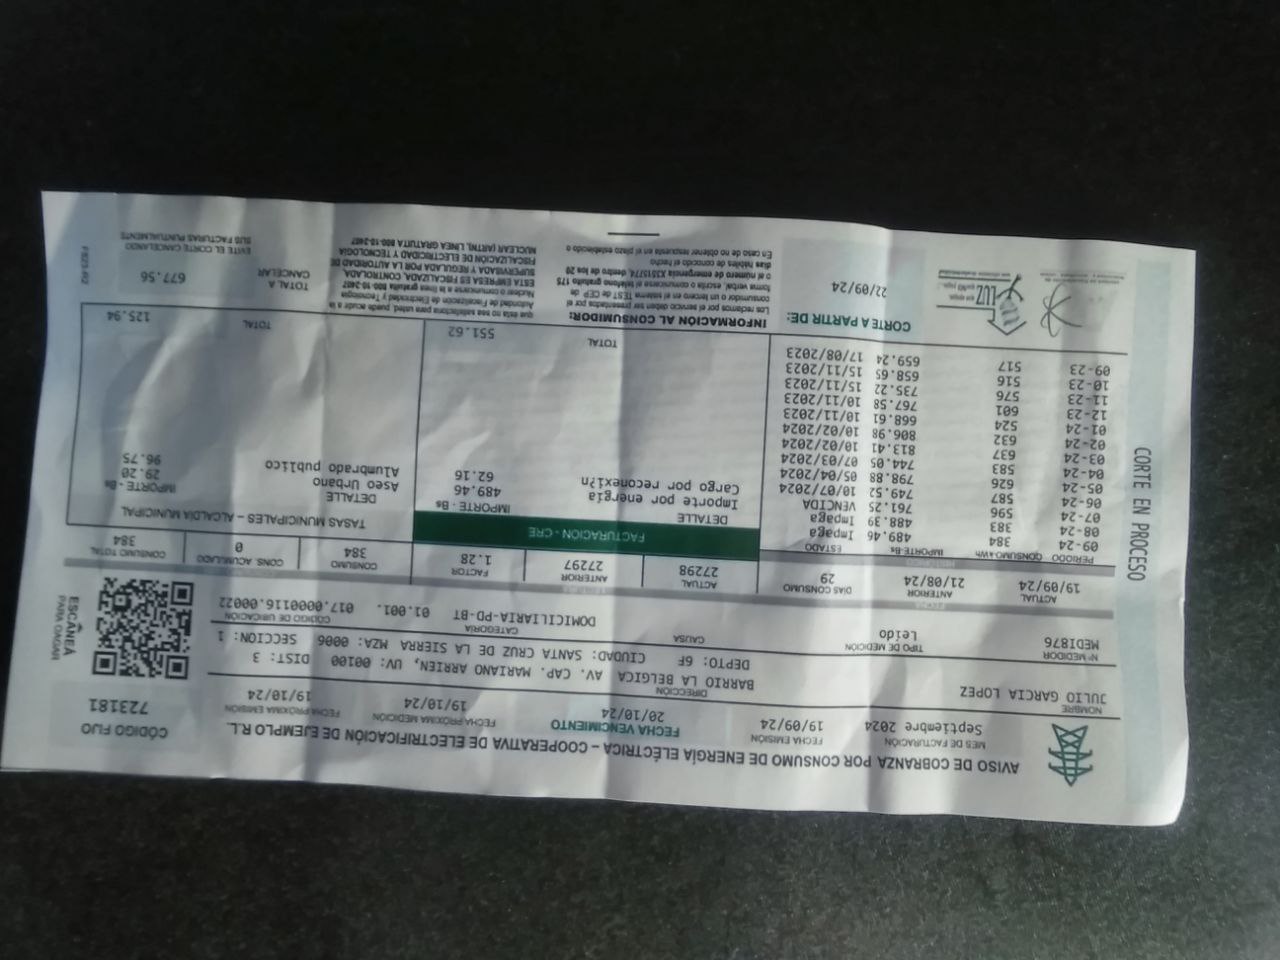 AVISO DE COBRANZA POR CONSUMO DE ENERGÍA ELÉCTRICA – COOPERATIVA DE ELECTRIFICACIÓN DE EJEMPLO R.L.
CÓDIGO FIJO
723181
MES DE FACTURACIÓN
Septiembre 2024
FECHA EMISIÓN
19/09/24
FECHA VENCIMIENTO
20/10/24
FECHA PRÓXIMA MEDICIÓN
19/10/24
FECHA PRÓXIMA EMISIÓN
19/10/24
NOMBRE
JULIO GARCIA LOPEZ
DIRECCIÓN
BARRIO LA BELGICA AV. CAP. MARIANO ARRIEN, UV: 00100 DIST: 3
DEPTO: 6F CIUDAD: SANTA CRUZ DE LA SIERRA MZA: 0006 SECCION: 1
ESCANEÁ
PARA PAGAR
Nº MEDIDOR
MEDI876
TIPO DE MEDICIÓN
Leído
CAUSA
CATEGORÍA
DOMICILIARIA-PD-BT
CÓDIGO DE UBICACIÓN
01.001. 017.0000116.00022
FECHA
ACTUAL
19/09/24
ANTERIOR
21/08/24
DIAS CONSUMO
29
LECTURA
ACTUAL
27298
ANTERIOR
27297
FACTOR
1.28
CONSUMO
384
CONS. ACUMULADO
0
CONSUMO TOTAL
384
HISTÓRICOS
PERIODO CONSUMO kWh IMPORTE-Bs ESTADO
09-24 384 489.46 Impaga
08-24 383 488.39 Impaga
07-24 596 761.25 VENCIDA
06-24 587 749.52 10/07/2024
05-24 626 798.88 05/04/2024
04-24 583 744.05 07/03/2024
03-24 637 813.41 10/02/2024
02-24 632 806.98 10/02/2024
01-24 524 668.61 10/11/2023
12-23 601 767.58 10/11/2023
11-23 576 735.22 15/11/2023
10-23 516 658.65 15/11/2023
09-23 517 659.24 17/08/2023
FACTURACION - CRE
DETALLE IMPORTE - Bs
Importe por energía 489.46
Cargo por reconexi?n 62.16
TOTAL 551.62
TASAS MUNICIPALES – ALCALDÍA MUNICIPAL
DETALLE IMPORTE - Bs
Aseo Urbano 29.20
Alumbrado publico 96.75
TOTAL 125.94
LUZ
CORTE A PARTIR DE:
22/09/24
INFORMACIÓN AL CONSUMIDOR:
Los reclamos por el servicio deben ser presentados por el
consumidor o un tercero en el sistema TEST de CEP de
forma verbal, escrita o comunicarse al teléfono gratuito 175
o al número de emergencia 3515774 dentro de los 20
días hábiles de conocido el hecho
En caso de no obtener respuesta en el plazo establecido o
que esta no sea satisfactoria para usted, puede acudir a la
Autoridad de Fiscalización de Electricidad y Tecnología
Nuclear o comunicarse a la línea gratuita 800-10-2407
ESTA EMPRESA ES FISCALIZADA, CONTROLADA,
SUPERVISADA Y REGULADA POR LA AUTORIDAD DE
FISCALIZACIÓN DE ELECTRICIDAD Y TECNOLOGÍA
NUCLEAR (AETN), LÍNEA GRATUITA 800-10-2407
TOTAL A
CANCELAR
677.56
EVITE EL CORTE CANCELANDO
SUS FACTURAS PUNTUALMENTE
CORTE EN PROCESO